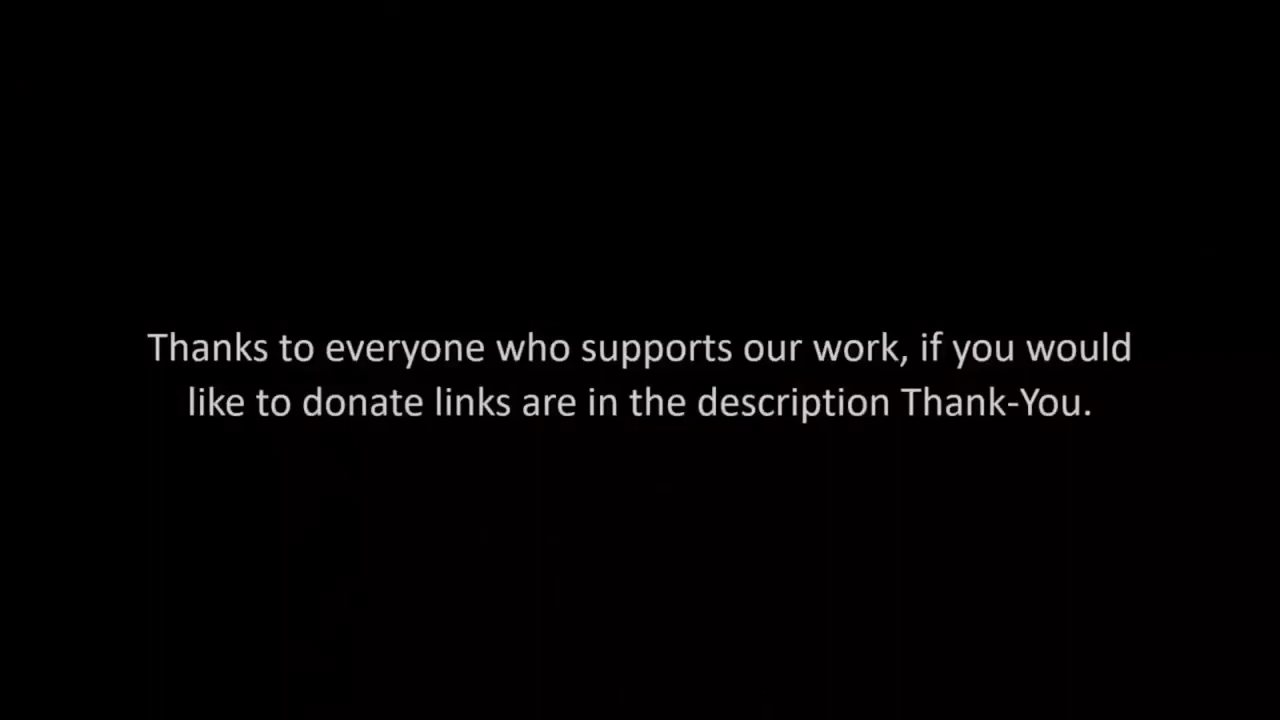 Thanks to everyone who supports our work, if you would
like to donate links are in the description Thank-You.